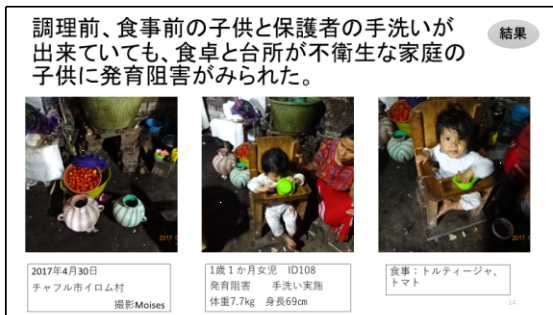 調理前、食事前の子供と保護者の手洗いが
出来ていても、食卓と台所が不衛生な家庭の
子供に発育阻害がみられた。
結果
2017年4月30日
チャフル市イロム村
撮影Moises
1歳1か月女児 ID108
発育阻害 手洗い実施
体重7.7kg 身長69cm
食事：トルティージャ、
トマト
14